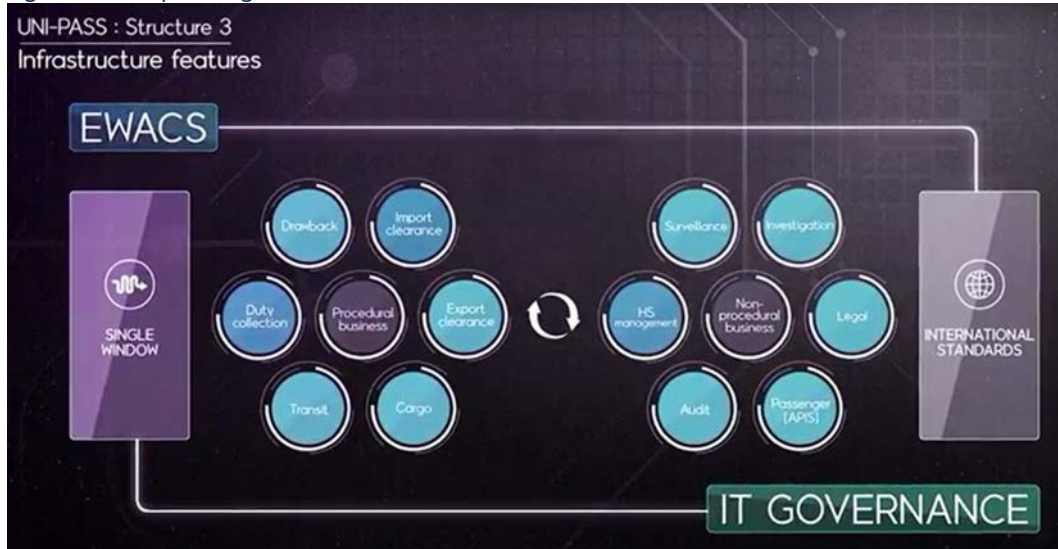 UNI-PASS : Structure 3
Infrastructure features
EWACS
SINGLE
WINDOW
Drawback
Import
clearance
Duty
collection
Procedural
business
Export
clearance
Transit
Cargo
Surveillance
Investigation
HS
management
Non-
procedural
business
Legal
Audit
Passenger
[APIS]
INTERNATIONAL
STANDARDS
IT GOVERNANCE